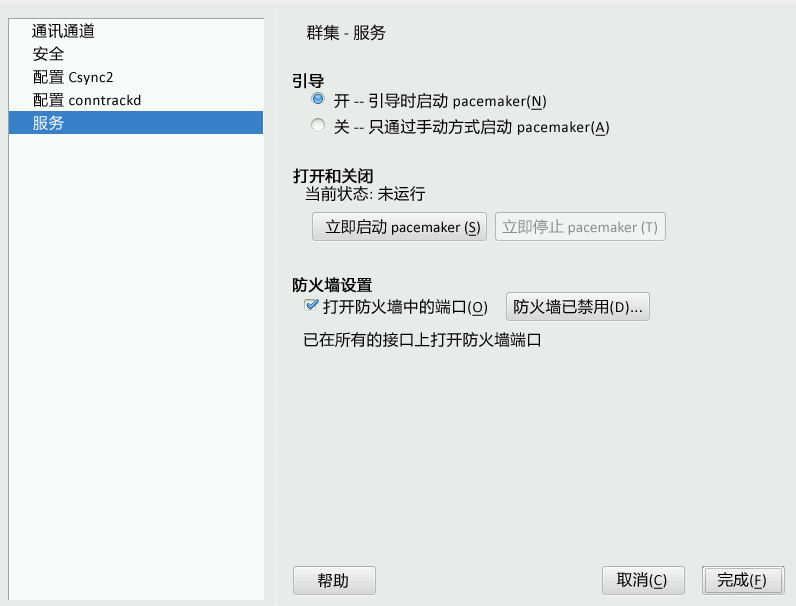 通讯通道
安全
配置 Csync2
配置 conntrackd
服务
群集 - 服务
引导
开 -- 引导时启动 pacemaker(N)
关 -- 只通过手动方式启动 pacemaker(A)
打开和关闭
当前状态: 未运行
立即启动 pacemaker (S) 立即停止 pacemaker (T)
防火墙设置
打开防火墙中的端口(O) 防火墙已禁用(D)...
已在所有的接口上打开防火墙端口
帮助 取消(C) 完成(F)